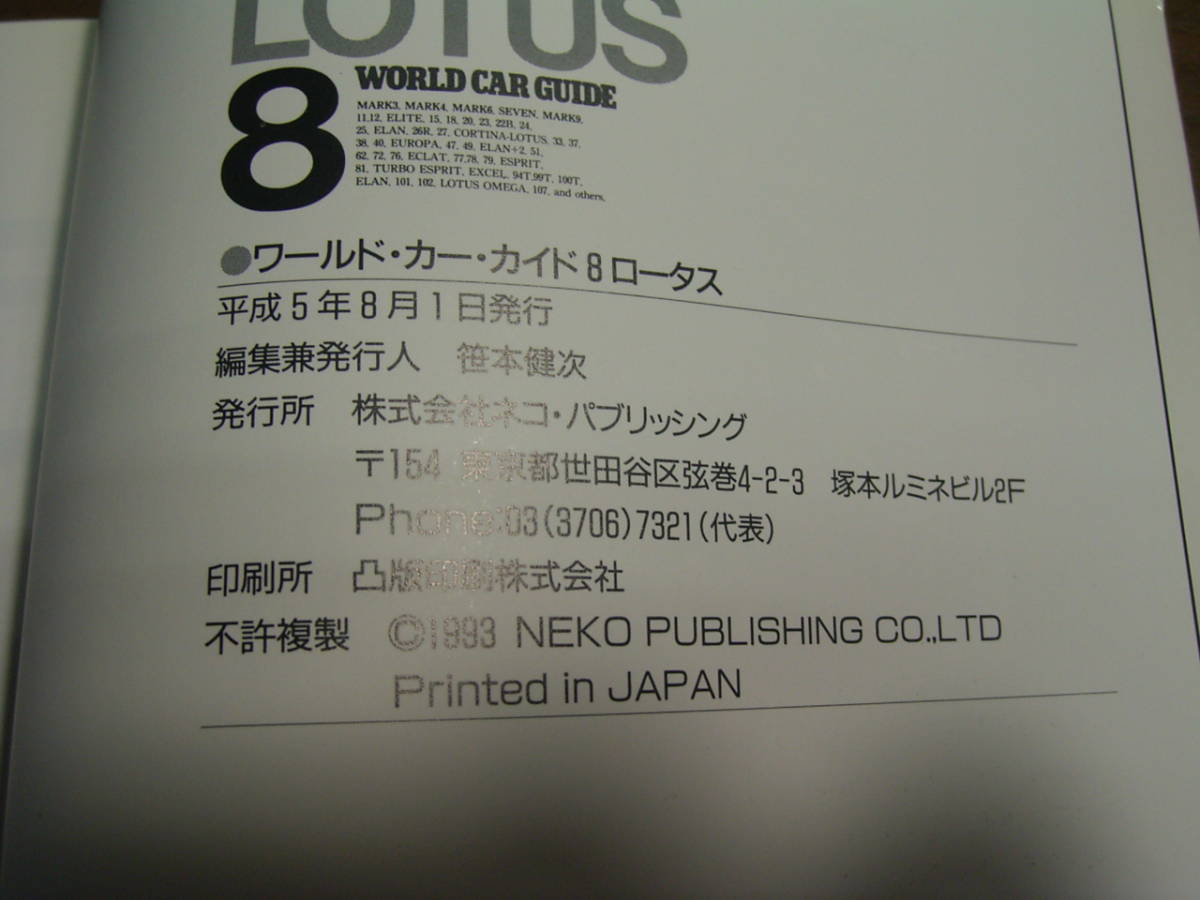 LOTUS
8
WORLD CAR GUIDE
MARK3, MARK4, MARK6, SEVEN, MARK9,
11,12, ELITE, 15, 18, 20, 23, 22B, 24,
25, ELAN, 26R, 27, CORTINA-LOTUS, 33, 37,
38, 40, EUROPA, 47, 49, ELAN+2, 51,
62, 72, 76, ECLAT, 77,78, 79, ESPRIT,
81, TURBO ESPRIT, EXCEL, 94T,99T, 100T,
ELAN, 101, 102, LOTUS OMEGA, 107, and others,
●ワールド・カー・カイド8ロータス
平成5年8月1日発行
編集兼発行人 笹本健次
発行所 株式会社ネコ・パブリッシング
〒154 東京都世田谷区弦巻4-2-3 塚本ルミネビル2F
Phone:03(3706)7321(代表)
印刷所 凸版印刷株式会社
不許複製 ©1993 NEKO PUBLISHING CO.,LTD
Printed in JAPAN